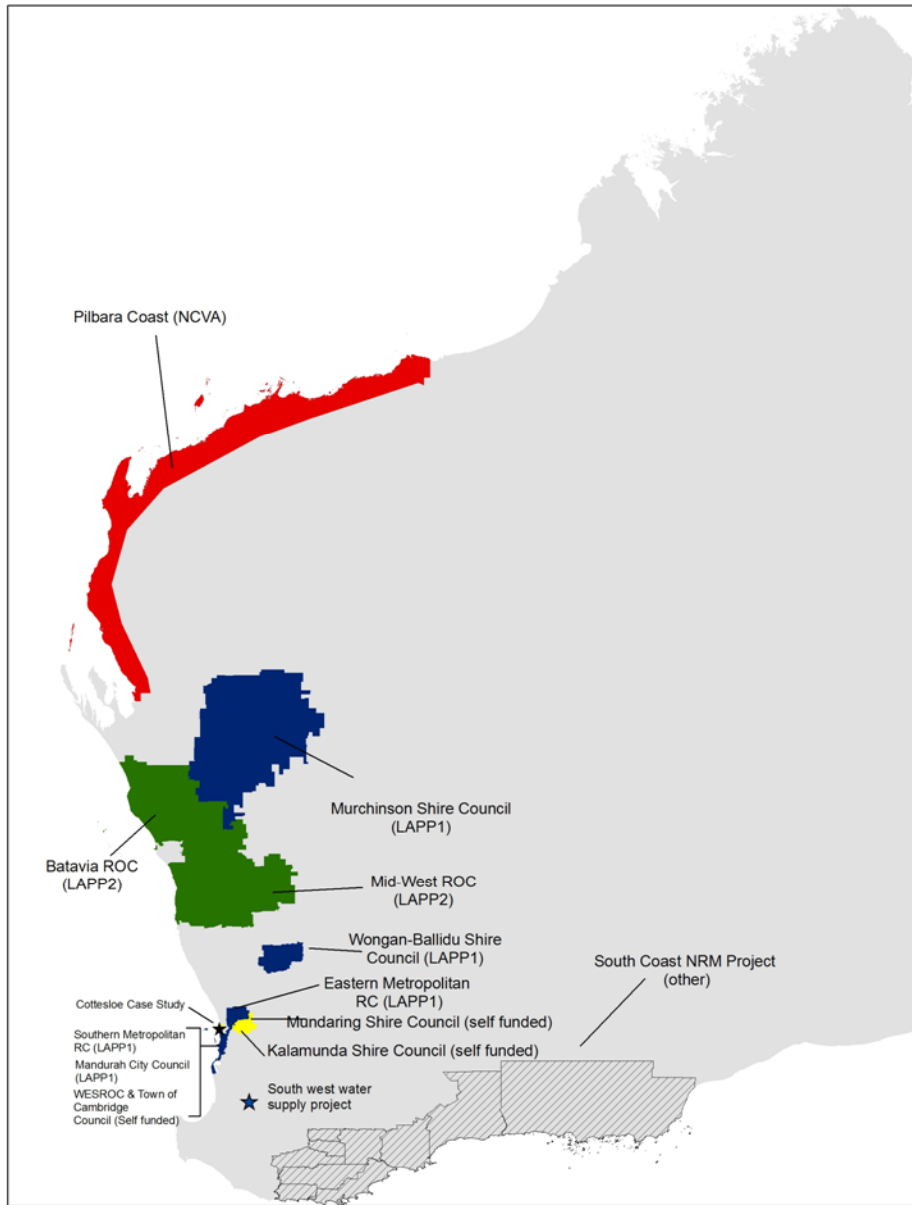 Pilbara Coast (NCVA)
Murchinson Shire Council
(LAPP1)
Batavia ROC
(LAPP2)
Mid-West ROC
(LAPP2)
Wongan-Ballidu Shire
Council (LAPP1)
South Coast NRM Project
(other)
Eastern Metropolitan
RC (LAPP1)
Cottesloe Case Study
Mundaring Shire Council (self funded)
Southern Metropolitan
RC (LAPP1)
Kalamunda Shire Council (self funded)
Mandurah City Council
(LAPP1)
WESROC & Town of
Cambridge
Council (Self funded)
South west water
supply project